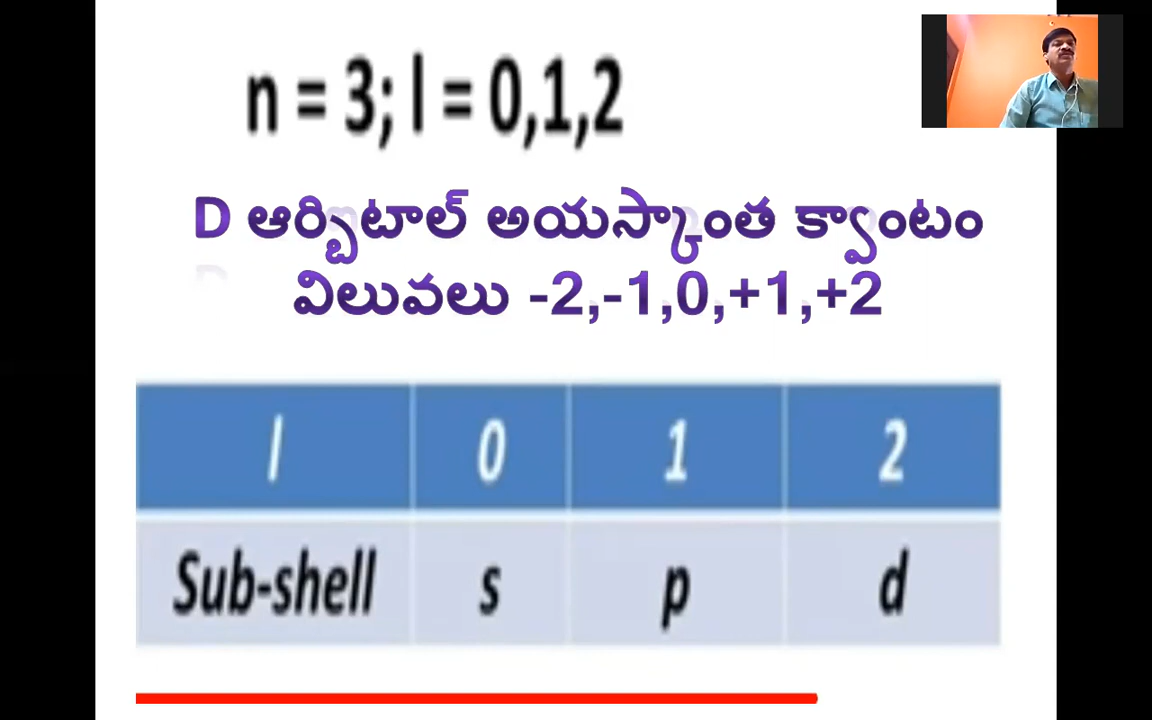 n = 3; l = 0,1,2
D ఆర్బిటాల్ అయస్కాంత క్వాంటం
విలువలు -2,-1,0,+1,+2
l 0 1 2
Sub-shell s p d